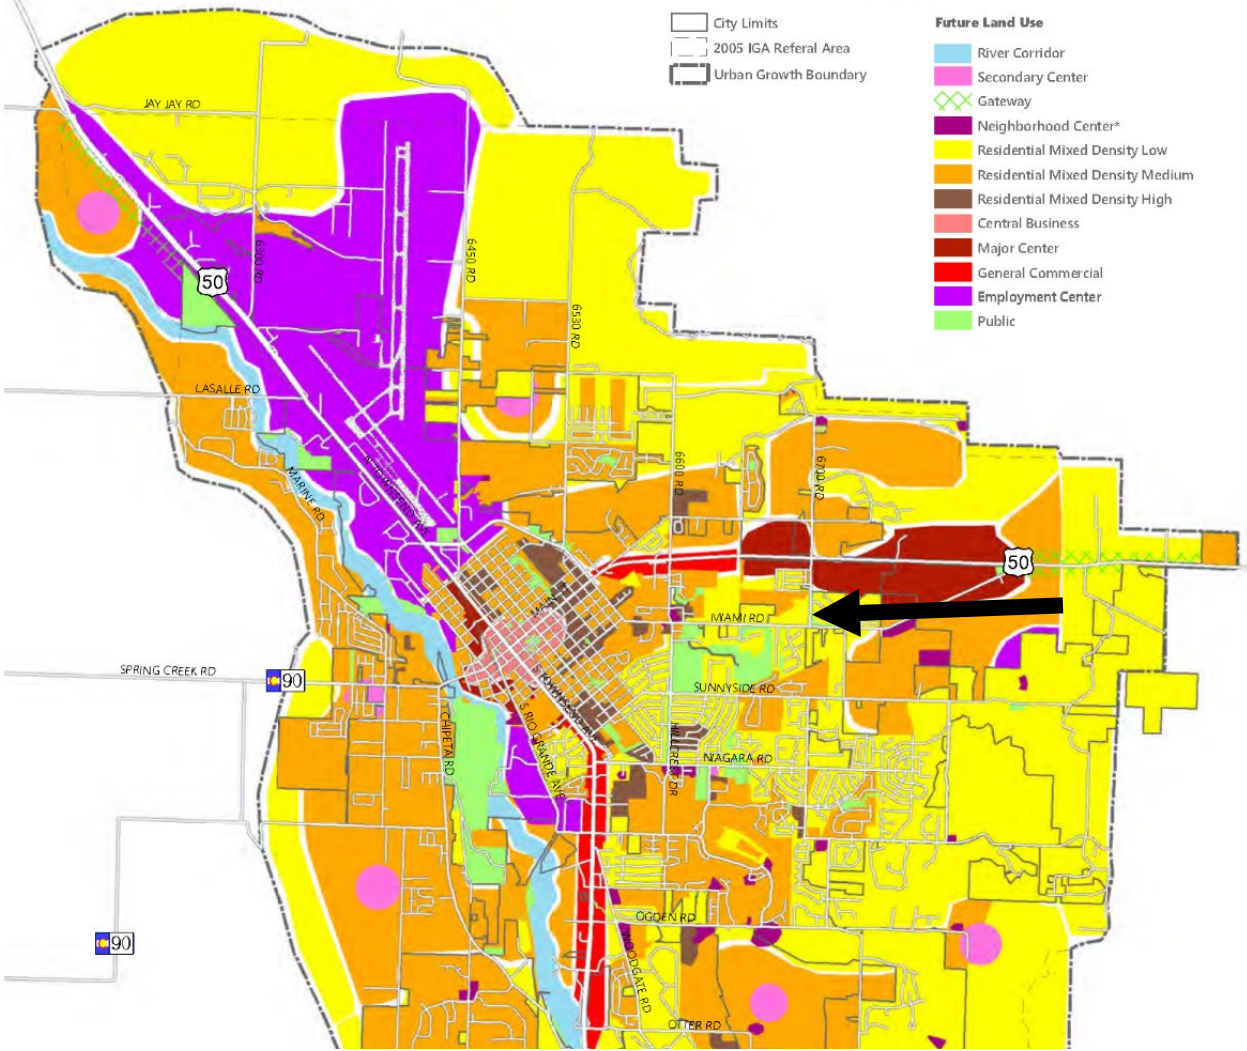 City Limits
2005 IGA Referal Area
Urban Growth Boundary
Future Land Use
River Corridor
Secondary Center
Gateway
Neighborhood Center*
Residential Mixed Density Low
Residential Mixed Density Medium
Residential Mixed Density High
Central Business
Major Center
General Commercial
Employment Center
Public
JAY JAY RD
6300 RD
6450 RD
50
6530 RD
LASALLE RD
MARINE RD
N TOWNSEND AVE
6600 RD
6700 RD
50
MAIN
MIAMI RD
SPRING CREEK RD
90
SUNNYSIDE RD
S TOWNSEND AVE
S RIO GRANDE AVE
CHIPETA RD
HILLCREST DR
NIAGARA RD
90
OGDEN RD
WOODGATE RD
OTTER RD